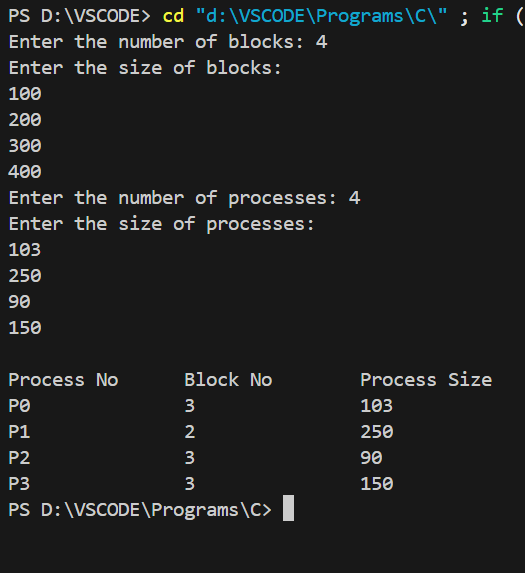 PS D:\VSCODE> cd "d:\VSCODE\Programs\C\" ; if (
Enter the number of blocks: 4
Enter the size of blocks:
100
200
300
400
Enter the number of processes: 4
Enter the size of processes:
103
250
90
150
Process No Block No Process Size
P0 3 103
P1 2 250
P2 3 90
P3 3 150
PS D:\VSCODE\Programs\C>